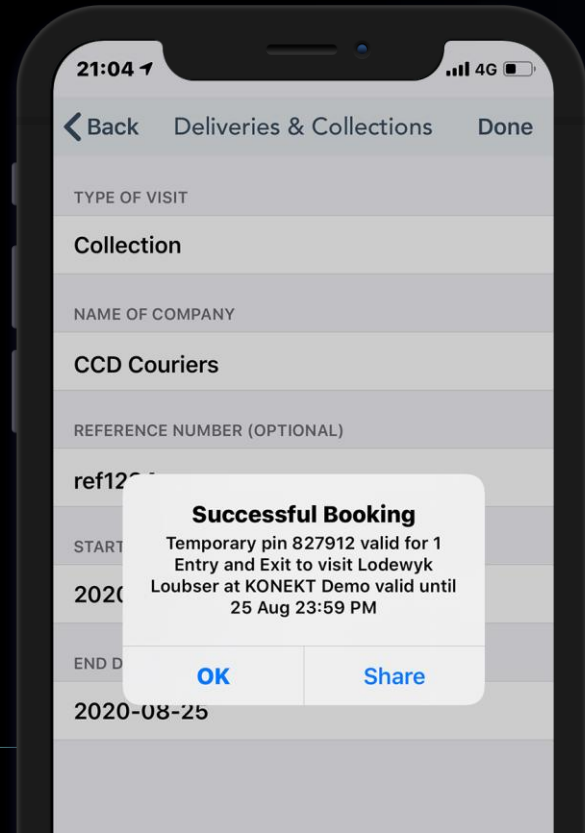 21:04
4G
Back Deliveries & Collections Done
TYPE OF VISIT
Collection
NAME OF COMPANY
CCD Couriers
REFERENCE NUMBER (OPTIONAL)
Successful Booking
Temporary pin 827912 valid for 1
Entry and Exit to visit Lodewyk
Loubser at KONEKT Demo valid until
25 Aug 23:59 PM
START
END D
OK Share
2020-08-25